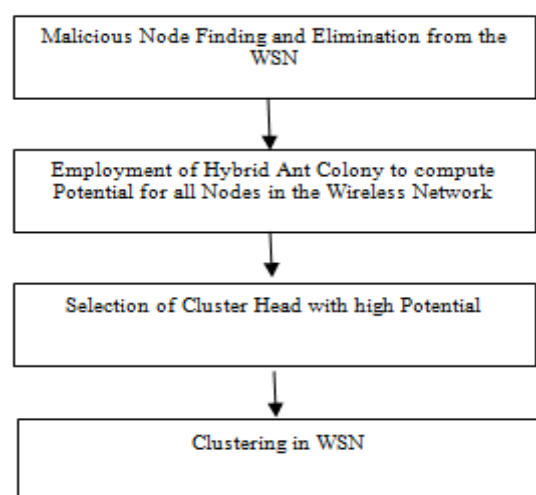 Malicious Node Finding and Elimination from the
WSN
Employment of Hybrid Ant Colony to compute
Potential for all Nodes in the Wireless Network
Selection of Cluster Head with high Potential
Clustering in WSN